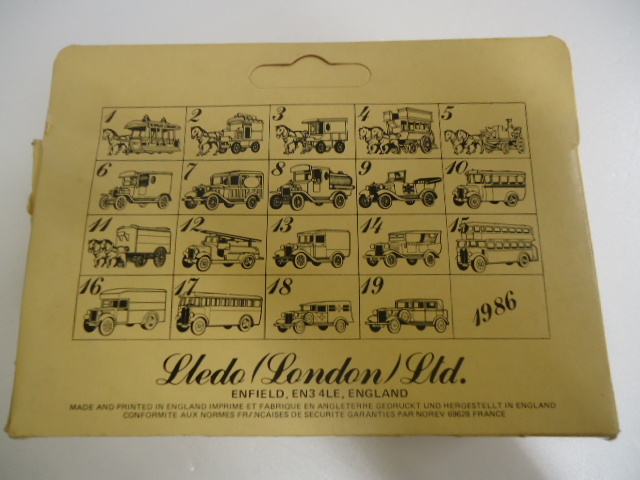 1 2 3 4 5
6 7 8 9 10
11 12 13 14 15
16 17 18 19 1986
Lledo (London) Ltd.
ENFIELD, EN3 4LE, ENGLAND
MADE AND PRINTED IN ENGLAND IMPRIME ET FABRIQUE EN ANGLETERRE GEDRUCKT UND HERGESTELLT IN ENGLAND
CONFORMITE AUX NORMES FRANCAISES DE SECURITE GARANTIES PAR NOREV 69628 FRANCE